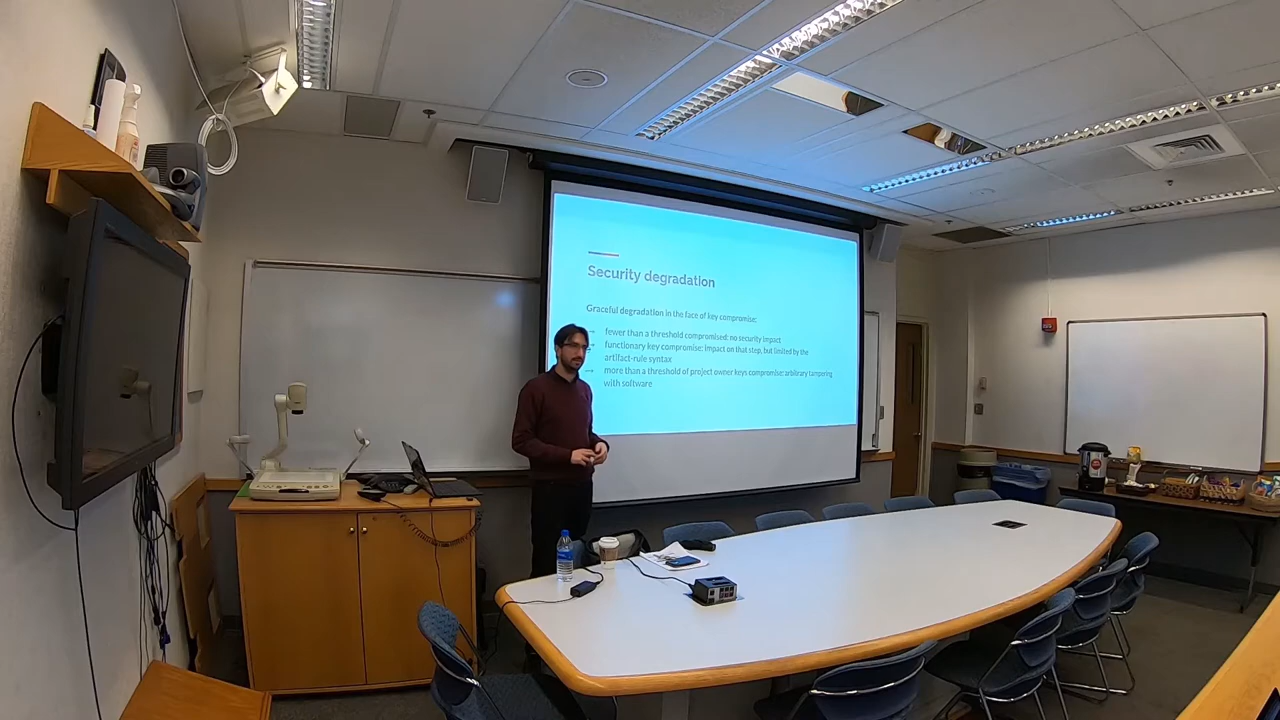 Security degradation
Graceful degradation in the face of key compromise:
→ fewer than a threshold compromised: no security impact
→ functionary key compromise: impact on that step, but limited by the
artifact-rule syntax
→ more than a threshold of project owner keys compromise: arbitrary tampering
with software